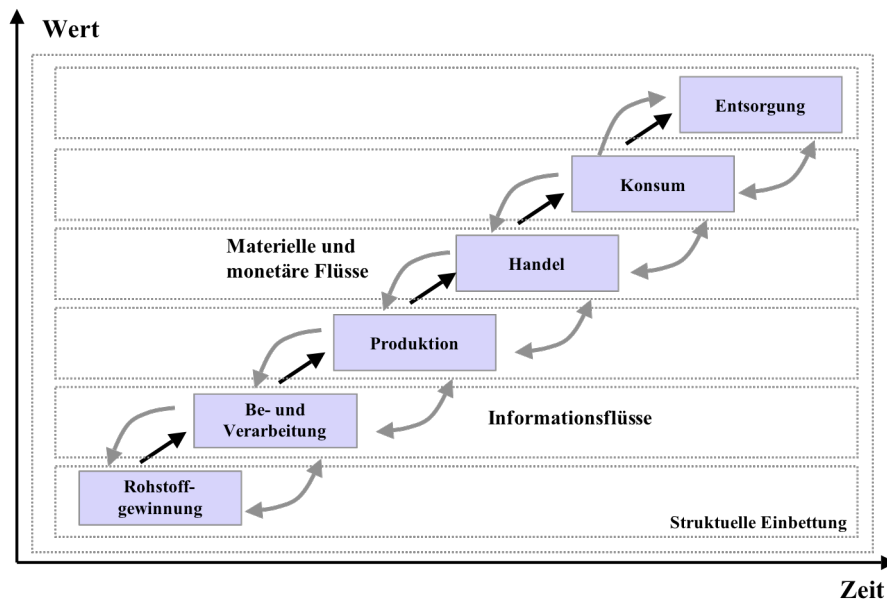 Wert
Entsorgung
Konsum
Materielle und
monetäre Flüsse
Handel
Produktion
Be- und
Verarbeitung
Informationsflüsse
Rohstoff-
gewinnung
Struktuelle Einbettung
Zeit